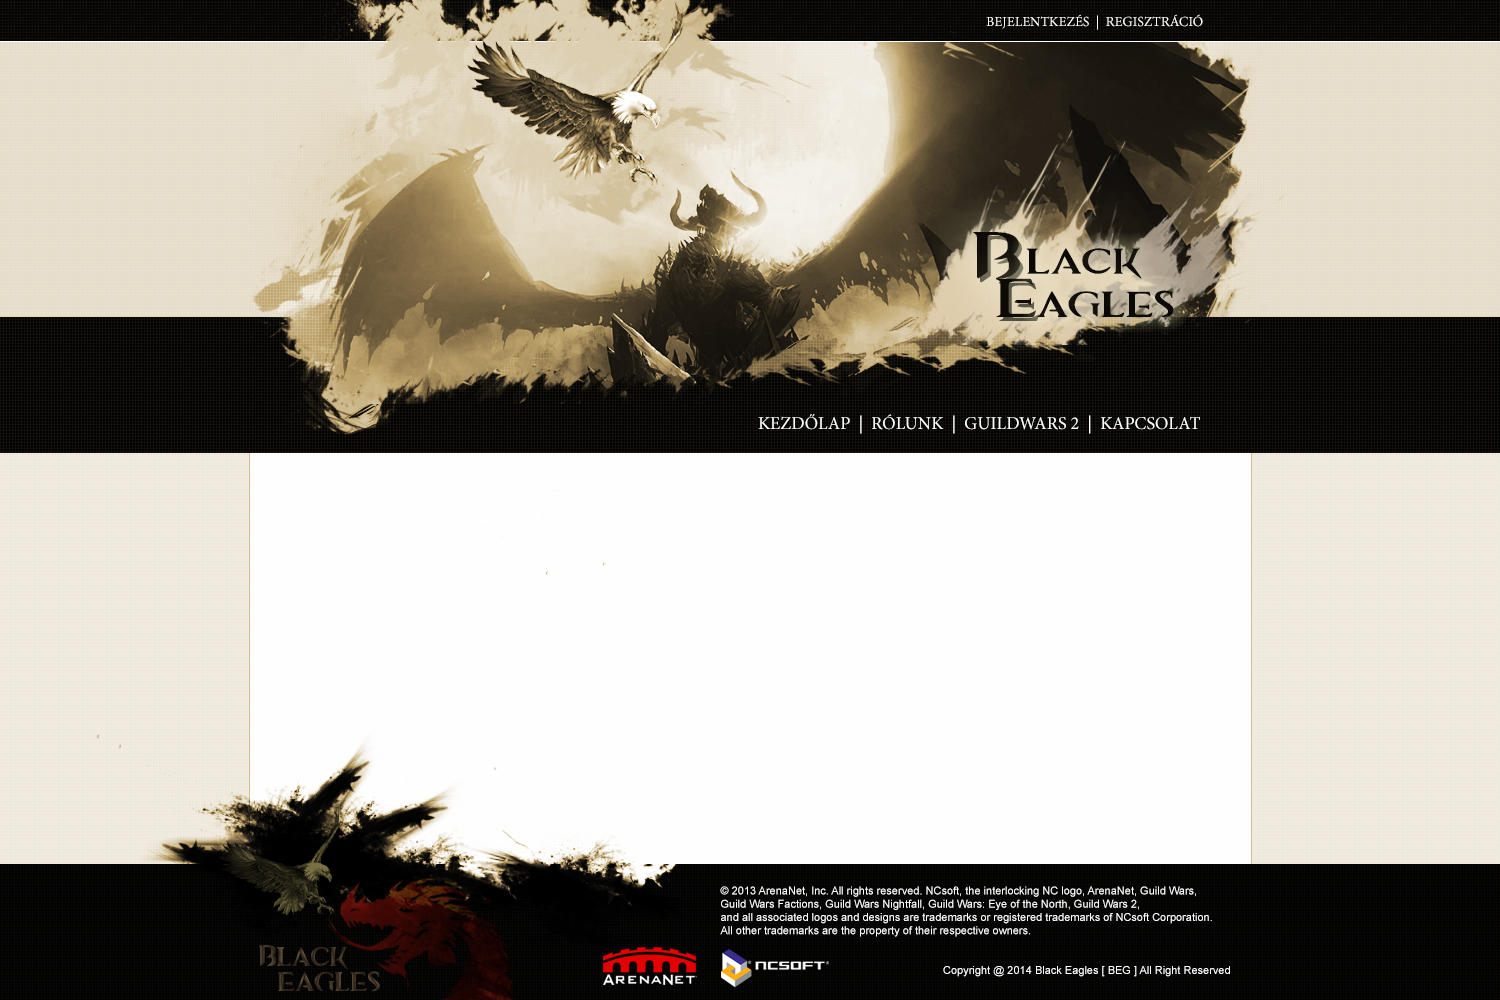 BEJELENTKEZÉS | REGISZTRÁCIÓ
BLACK
EAGLES
KEZDŐLAP | RÓLUNK | GUILDWARS 2 | KAPCSOLAT
© 2013 ArenaNet, Inc. All rights reserved. NCsoft, the interlocking NC logo, ArenaNet, Guild Wars,
Guild Wars Factions, Guild Wars Nightfall, Guild Wars: Eye of the North, Guild Wars 2,
and all associated logos and designs are trademarks or registered trademarks of NCsoft Corporation.
All other trademarks are the property of their respective owners.
BLACK
EAGLES
ARENANET
NCSOFT
Copyright @ 2014 Black Eagles [ BEG ] All Right Reserved